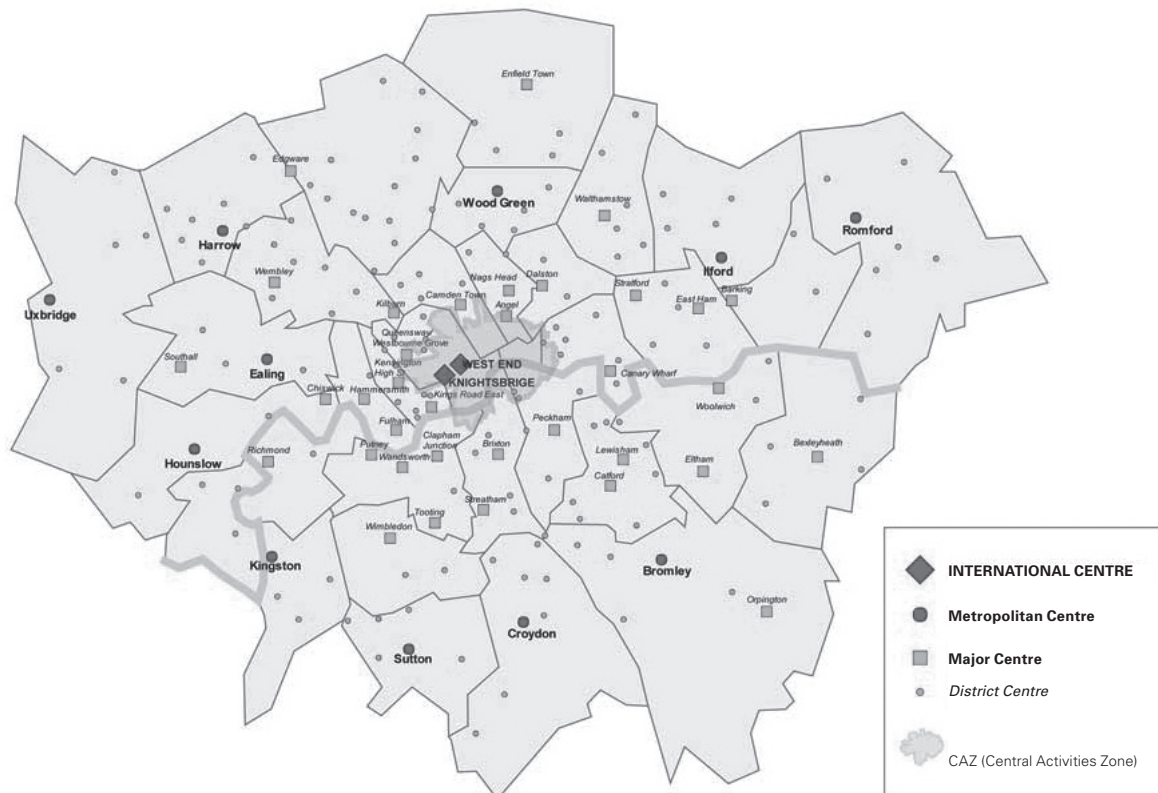 Enfield Town
Edgware
Wood Green
Walthamstow
Romford
Harrow
Ilford
Wembley
Nags Head
Dalston
Stratford
Barking
East Ham
Uxbridge
Kilburn
Camden Town
Angel
Queensway/
Westbourne Grove
Southall
Ealing
Kensington
High St
WEST END
KNIGHTSBRIGE
Canary Wharf
Chiswick
Hammersmith
Kings Road East
Woolwich
Fulham
Peckham
Hounslow
Richmond
Putney
Clapham
Junction
Wandsworth
Brixton
Lewisham
Eltham
Bexleyheath
Catford
Streatham
Tooting
Wimbledon
Kingston
Bromley
Orpington
Croydon
Sutton
INTERNATIONAL CENTRE
Metropolitan Centre
Major Centre
District Centre
CAZ (Central Activities Zone)